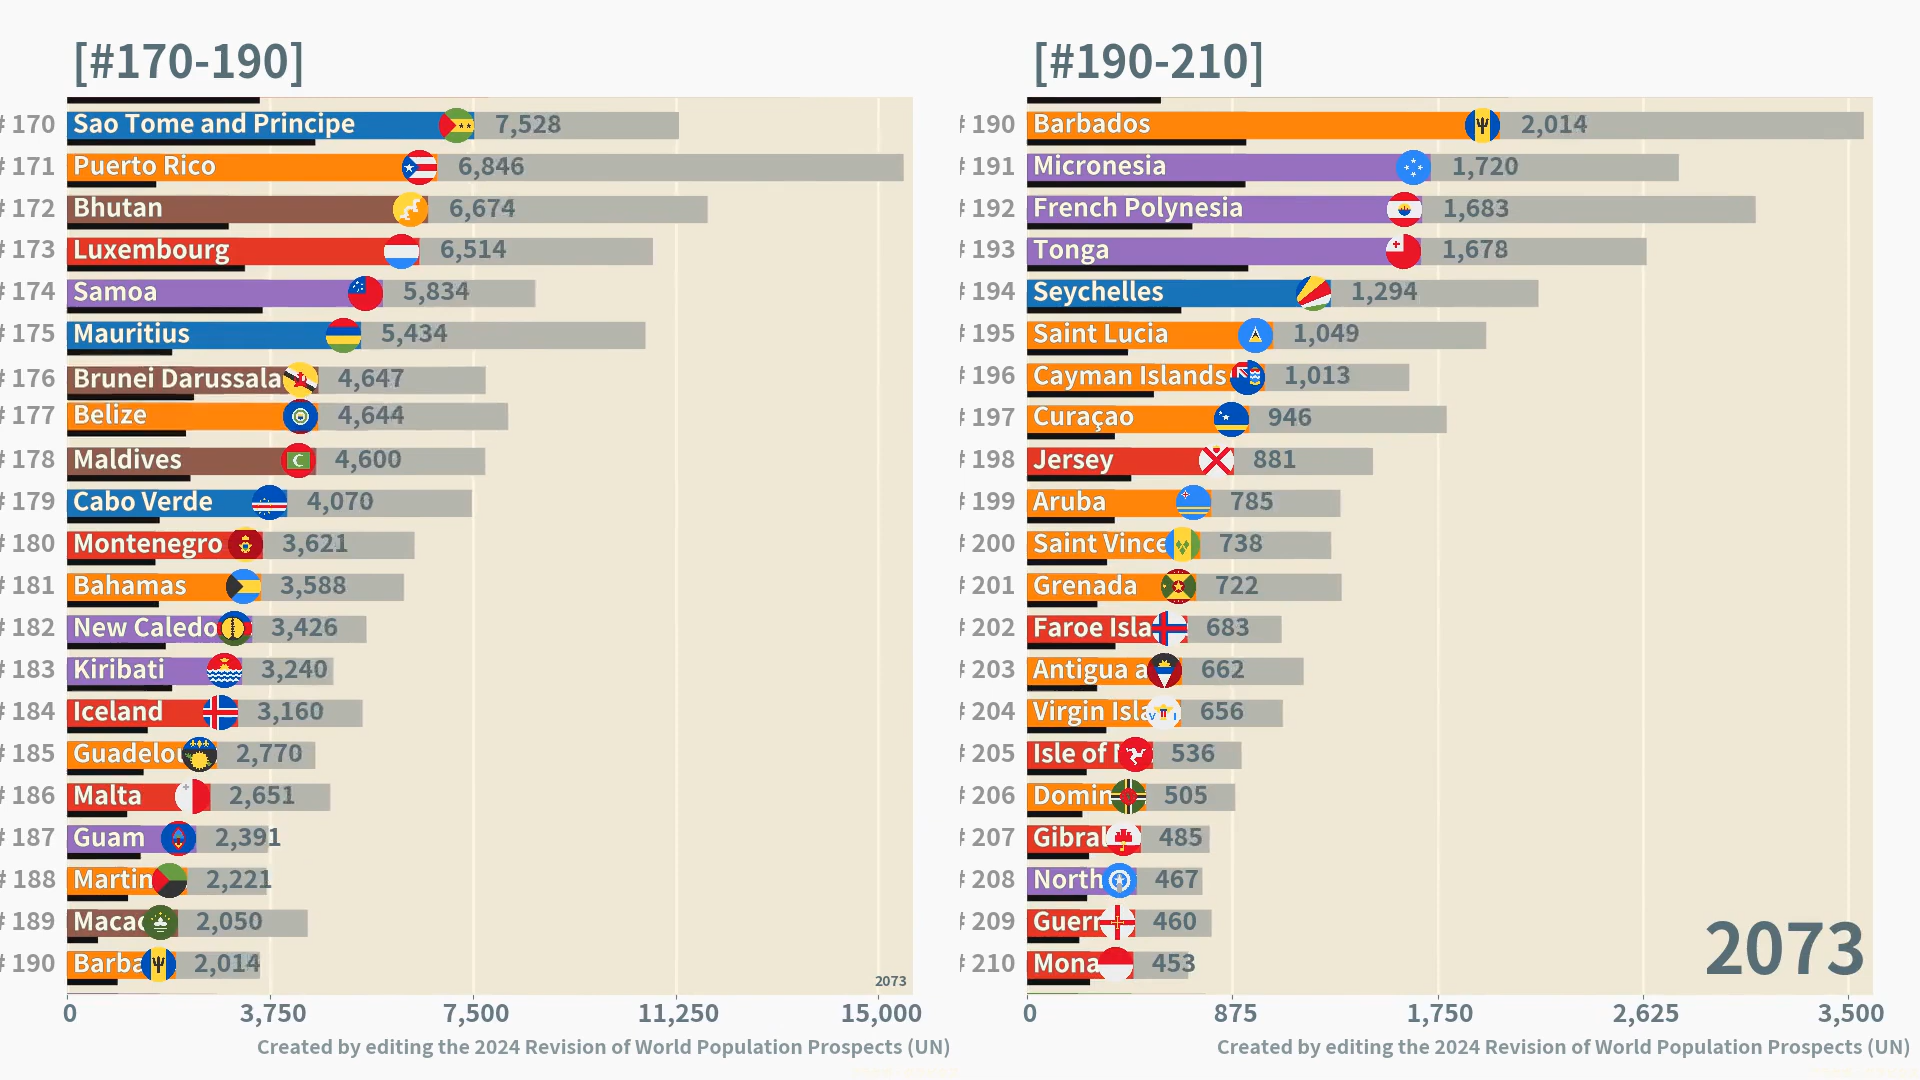 [#170-190]
# 170 Sao Tome and Principe 7,528
# 171 Puerto Rico 6,846
# 172 Bhutan 6,674
# 173 Luxembourg 6,514
# 174 Samoa 5,834
# 175 Mauritius 5,434
# 176 Brunei Darussala 4,647
# 177 Belize 4,644
# 178 Maldives 4,600
# 179 Cabo Verde 4,070
# 180 Montenegro 3,621
# 181 Bahamas 3,588
# 182 New Caledo 3,426
# 183 Kiribati 3,240
# 184 Iceland 3,160
# 185 Guadelou 2,770
# 186 Malta 2,651
# 187 Guam 2,391
# 188 Martin 2,221
# 189 Macao 2,050
# 190 Barba 2,014
2073
0 3,750 7,500 11,250 15,000
Created by editing the 2024 Revision of World Population Prospects (UN)
[#190-210]
# 190 Barbados 2,014
# 191 Micronesia 1,720
# 192 French Polynesia 1,683
# 193 Tonga 1,678
# 194 Seychelles 1,294
# 195 Saint Lucia 1,049
# 196 Cayman Islands 1,013
# 197 Curaçao 946
# 198 Jersey 881
# 199 Aruba 785
# 200 Saint Vince 738
# 201 Grenada 722
# 202 Faroe Isla 683
# 203 Antigua a 662
# 204 Virgin Isla 656
# 205 Isle of M 536
# 206 Domin 505
# 207 Gibral 485
# 208 North 467
# 209 Guern 460
# 210 Mona 453
2073
0 875 1,750 2,625 3,500
Created by editing the 2024 Revision of World Population Prospects (UN)